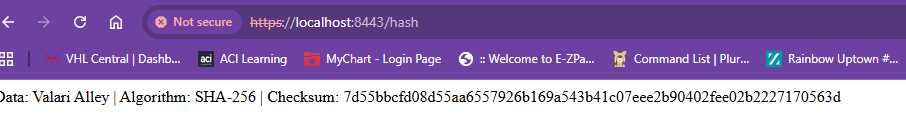 Not secure https://localhost:8443/hash
VHL Central | Dashb... ACI Learning MyChart - Login Page :: Welcome to E-ZPa... Command List | Plur... Rainbow Uptown #...
Data: Valari Alley | Algorithm: SHA-256 | Checksum: 7d55bbcfd08d55aa6557926b169a543b41c07eee2b90402fee02b2227170563d